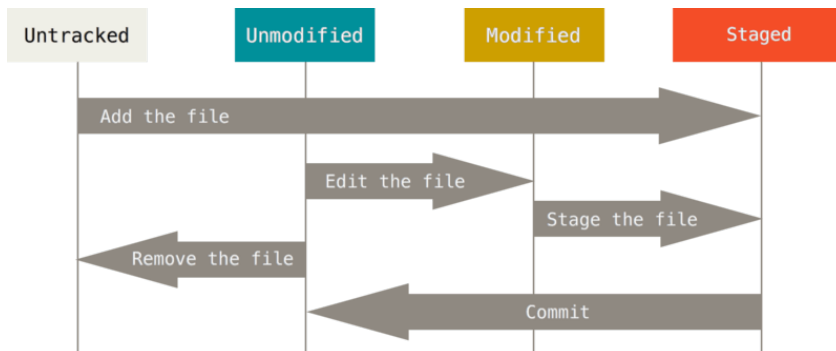 Untracked
Unmodified
Modified
Staged
Add the file
Edit the file
Stage the file
Remove the file
Commit